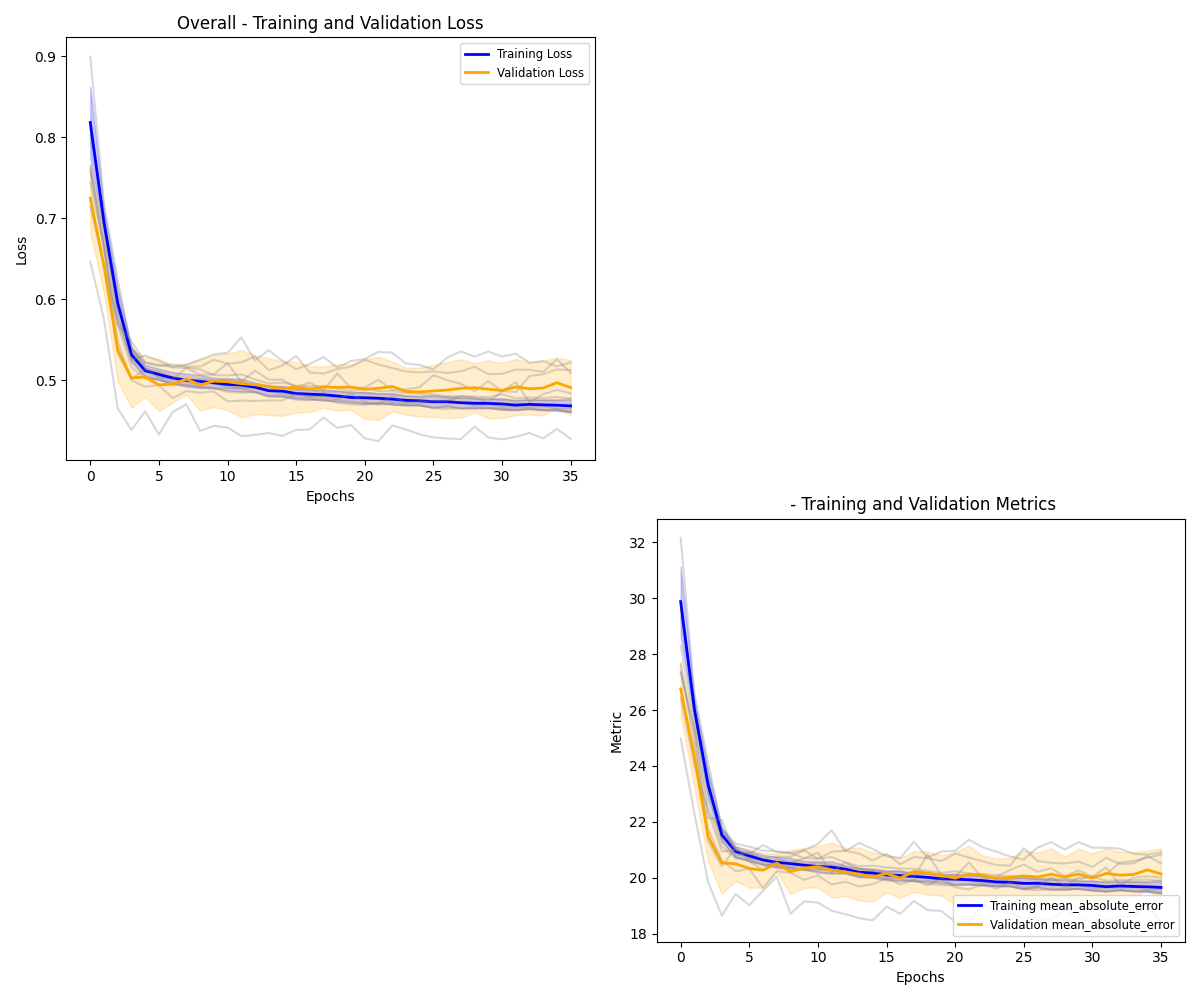 Overall - Training and Validation Loss
Training Loss
Validation Loss
Loss
0.9
0.8
0.7
0.6
0.5
0 5 10 15 20 25 30 35
Epochs
- Training and Validation Metrics
Metric
32
30
28
26
24
22
20
18
Training mean_absolute_error
Validation mean_absolute_error
0 5 10 15 20 25 30 35
Epochs